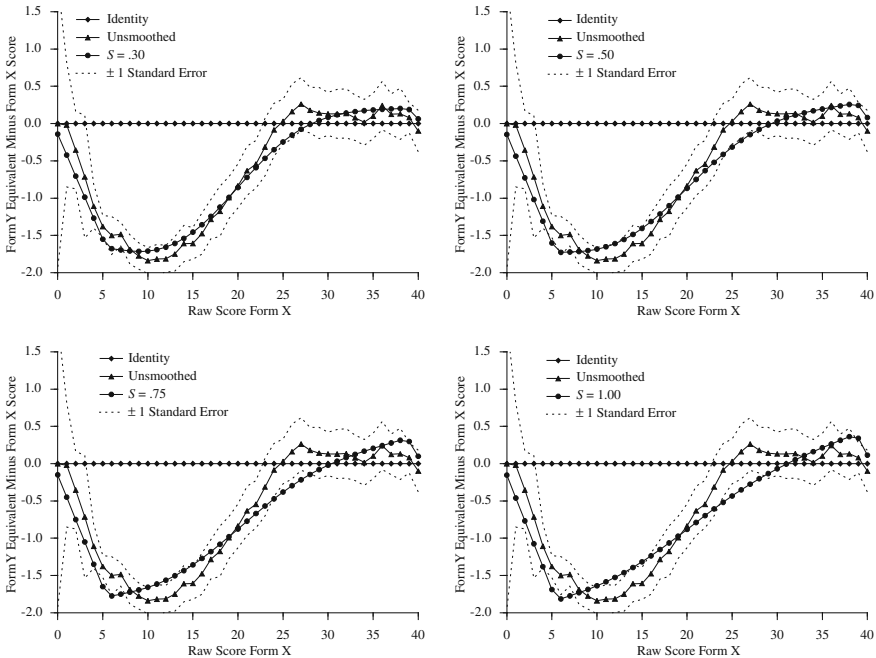 Form Y Equivalent Minus Form X Score
1.5
1.0
0.5
0.0
-0.5
-1.0
-1.5
-2.0
Identity
Unsmoothed
S = .30
± 1 Standard Error
0 5 10 15 20 25 30 35 40
Raw Score Form X
Form Y Equivalent Minus Form X Score
1.5
1.0
0.5
0.0
-0.5
-1.0
-1.5
-2.0
Identity
Unsmoothed
S = .50
± 1 Standard Error
0 5 10 15 20 25 30 35 40
Raw Score Form X
Form Y Equivalent Minus Form X Score
1.5
1.0
0.5
0.0
-0.5
-1.0
-1.5
-2.0
Identity
Unsmoothed
S = .75
± 1 Standard Error
0 5 10 15 20 25 30 35 40
Raw Score Form X
Form Y Equivalent Minus Form X Score
1.5
1.0
0.5
0.0
-0.5
-1.0
-1.5
-2.0
Identity
Unsmoothed
S = 1.00
± 1 Standard Error
0 5 10 15 20 25 30 35 40
Raw Score Form X